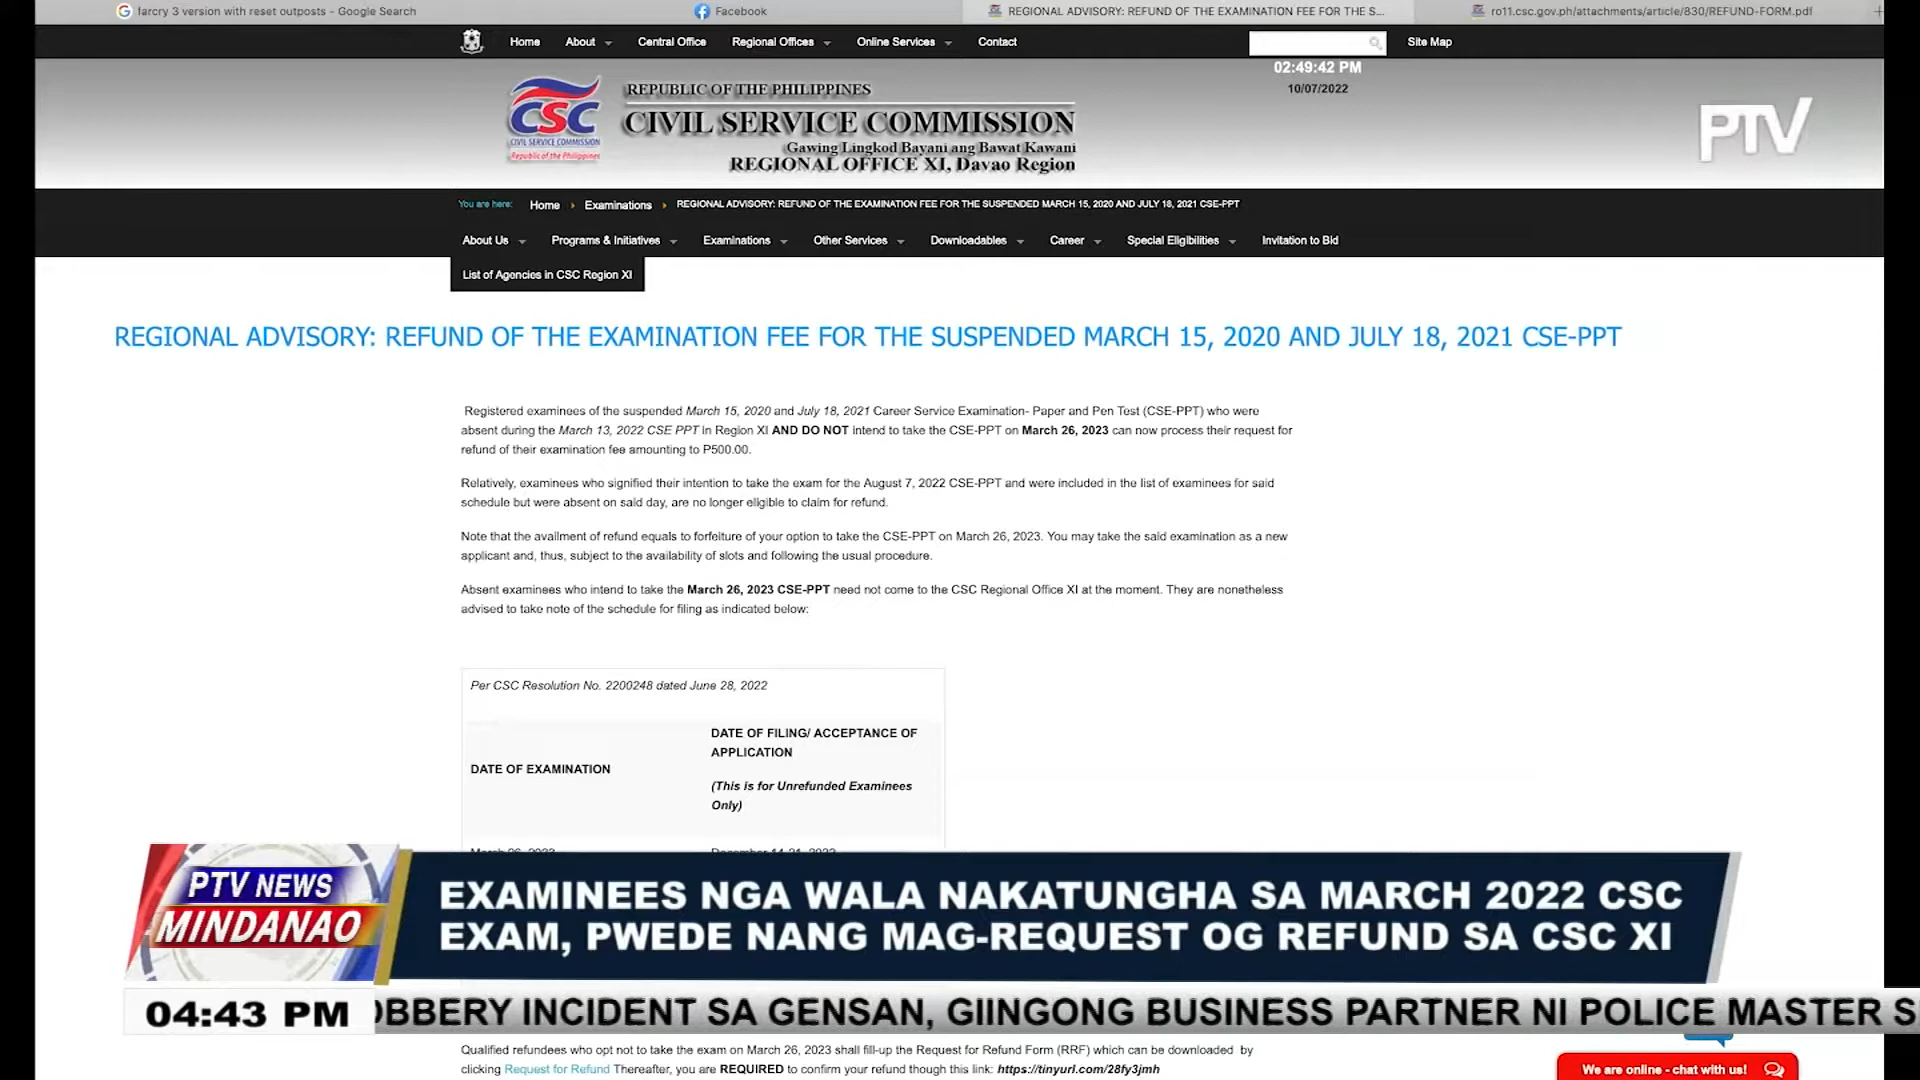 farcry 3 version with reset outposts - Google Search
Facebook
REGIONAL ADVISORY: REFUND OF THE EXAMINATION FEE FOR THE S...
ro11.csc.gov.ph/attachments/article/830/REFUND-FORM.pdf
Home About Central Office Regional Offices Online Services Contact Site Map
02:49:42 PM
10/07/2022
CSC
CIVIL SERVICE COMMISSION
Republic of the Philippines
REPUBLIC OF THE PHILIPPINES
CIVIL SERVICE COMMISSION
Gawing Lingkod Bayani ang Bawat Kawani
REGIONAL OFFICE XI, Davao Region
PTV
You are here: Home Examinations REGIONAL ADVISORY: REFUND OF THE EXAMINATION FEE FOR THE SUSPENDED MARCH 15, 2020 AND JULY 18, 2021 CSE-PPT
About Us Programs & Initiatives Examinations Other Services Downloadables Career Special Eligibilities Invitation to Bid
List of Agencies in CSC Region XI
REGIONAL ADVISORY: REFUND OF THE EXAMINATION FEE FOR THE SUSPENDED MARCH 15, 2020 AND JULY 18, 2021 CSE-PPT
Registered examinees of the suspended March 15, 2020 and July 18, 2021 Career Service Examination- Paper and Pen Test (CSE-PPT) who were
absent during the March 13, 2022 CSE PPT in Region XI AND DO NOT intend to take the CSE-PPT on March 26, 2023 can now process their request for
refund of their examination fee amounting to P500.00.
Relatively, examinees who signified their intention to take the exam for the August 7, 2022 CSE-PPT and were included in the list of examinees for said
schedule but were absent on said day, are no longer eligible to claim for refund.
Note that the availment of refund equals to forfeiture of your option to take the CSE-PPT on March 26, 2023. You may take the said examination as a new
applicant and, thus, subject to the availability of slots and following the usual procedure.
Absent examinees who intend to take the March 26, 2023 CSE-PPT need not come to the CSC Regional Office XI at the moment. They are nonetheless
advised to take note of the schedule for filing as indicated below:
Per CSC Resolution No. 2200248 dated June 28, 2022
DATE OF EXAMINATION
DATE OF FILING/ ACCEPTANCE OF
APPLICATION
(This is for Unrefunded Examinees
Only)
March 26, 2023
PTV NEWS
MINDANAO
EXAMINEES NGA WALA NAKATUNGHA SA MARCH 2022 CSC
EXAM, PWEDE NANG MAG-REQUEST OG REFUND SA CSC XI
04:43 PM
OBBERY INCIDENT SA GENSAN, GIINGONG BUSINESS PARTNER NI POLICE MASTER S
Qualified refundees who opt not to take the exam on March 26, 2023 shall fill-up the Request for Refund Form (RRF) which can be downloaded by
clicking Request for Refund Thereafter, you are REQUIRED to confirm your refund though this link: https://tinyurl.com/28fy3jmh
We are online - chat with us!